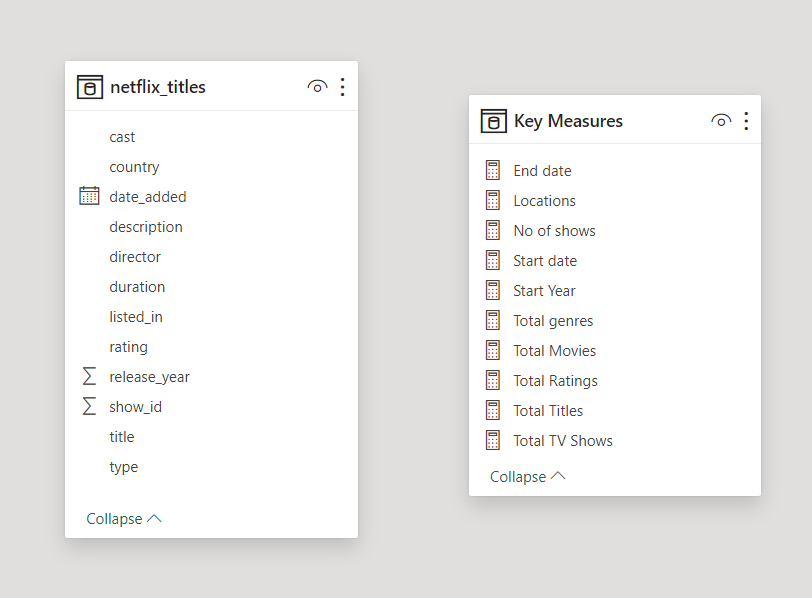 netflix_titles
cast
country
date_added
description
director
duration
listed_in
rating
release_year
show_id
title
type
Collapse
Key Measures
End date
Locations
No of shows
Start date
Start Year
Total genres
Total Movies
Total Ratings
Total Titles
Total TV Shows
Collapse